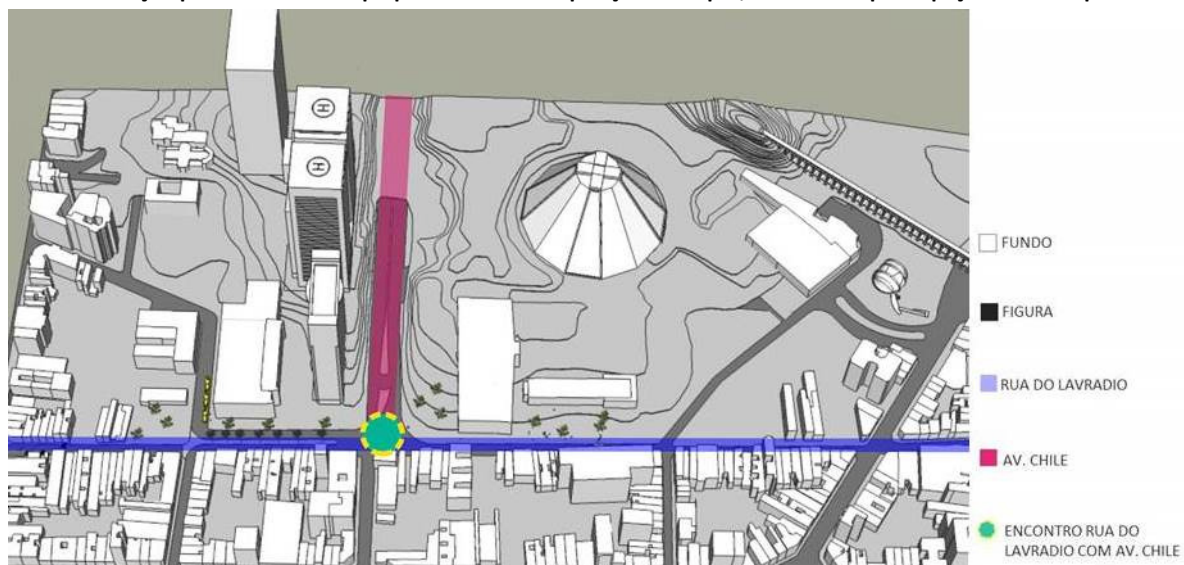 H
H
FUNDO
FIGURA
RUA DO LAVRADIO
AV. CHILE
ENCONTRO RUA DO
LAVRADIO COM AV. CHILE